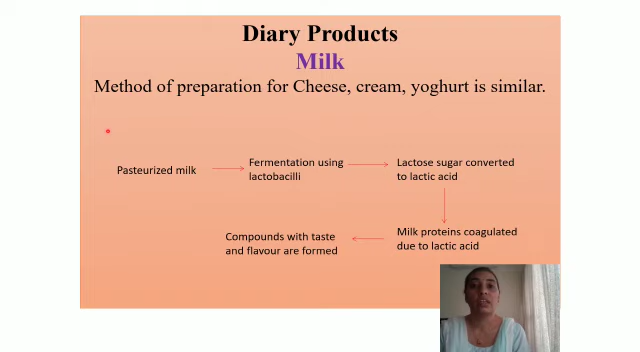 Diary Products
Milk
Method of preparation for Cheese, cream, yoghurt is similar.
Pasteurized milk
Fermentation using
lactobacilli
Lactose sugar converted
to lactic acid
Milk proteins coagulated
due to lactic acid
Compounds with taste
and flavour are formed